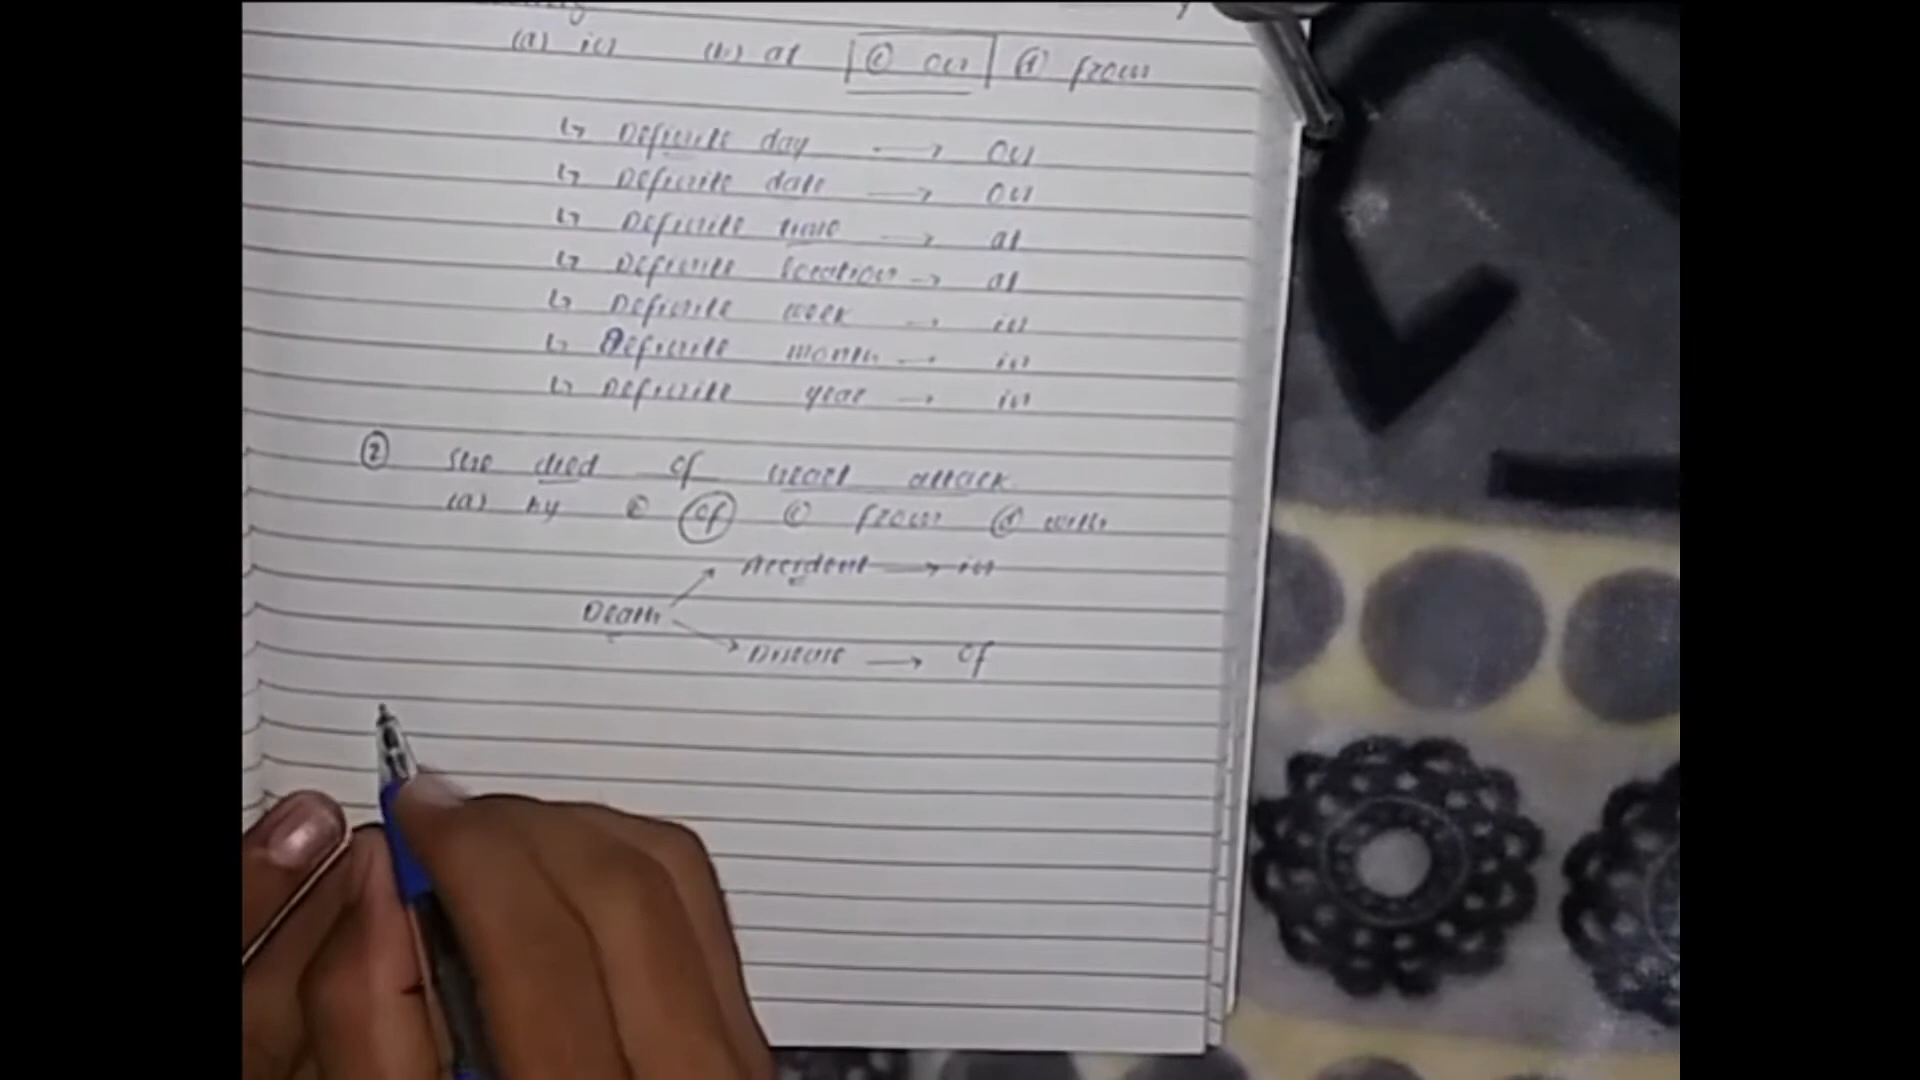 (a) in (b) at (c) on (d) from
↳ Definite day → on
↳ Definite date → on
↳ Definite time → at
↳ Definite location → at
↳ Definite week → in
↳ Definite month → in
↳ Definite year → in
(2) She died of heart attack.
(a) by (b) of (c) from (d) with
Accident → in
Death
Disease → of